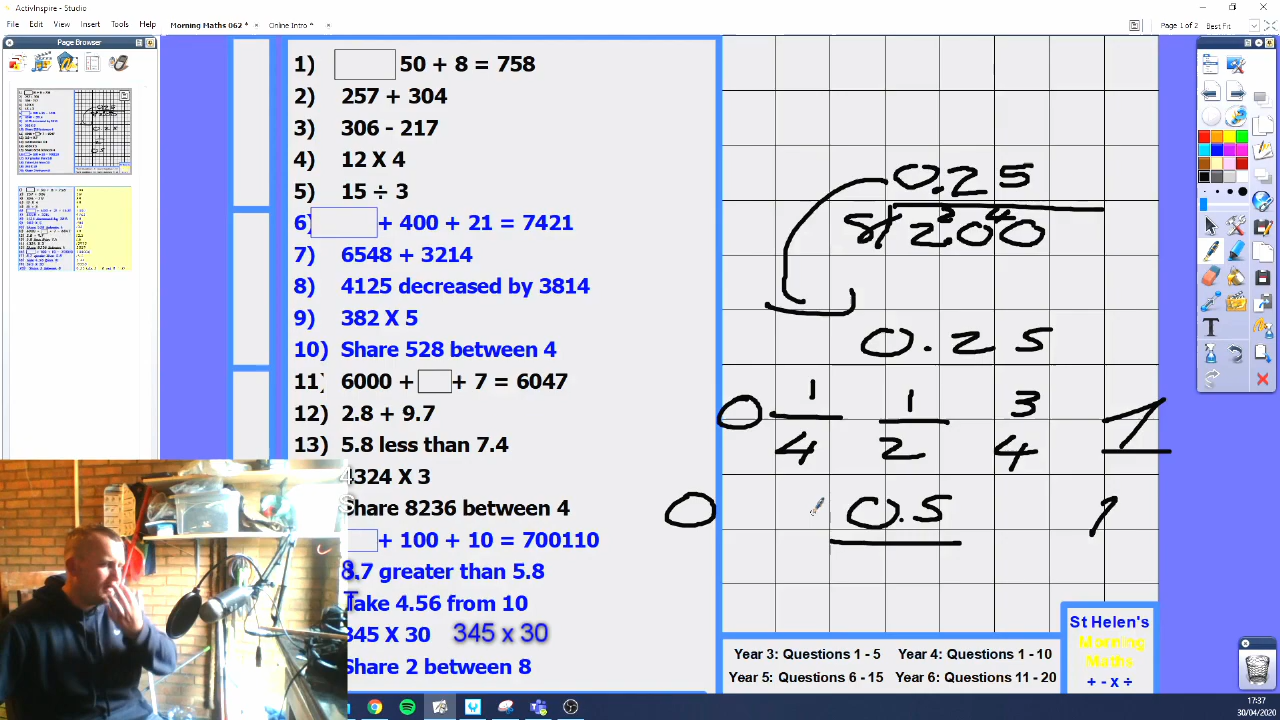 ActivInspire - Studio
File Edit View Insert Tools Help
Morning Maths 062 *
Online Intro *
Page 1 of 2
Best Fit
Page Browser
1) 50 + 8 = 758
2) 257 + 304
3) 306 - 217
4) 12 X 4
5) 15 ÷ 3
6) + 400 + 21 = 7421
7) 6548 + 3214
8) 4125 decreased by 3814
9) 382 X 5
10) Share 528 between 4
11) 6000 + + 7 = 6047
12) 2.8 + 9.7
13) 5.8 less than 7.4
4324 X 3
Share 8236 between 4
+ 100 + 10 = 700110
8.7 greater than 5.8
Take 4.56 from 10
345 X 30 345 x 30
Share 2 between 8
0.25
8 2.²0⁴0
0.25
0 1/4 1/2 3/4 1
0 0.5 1
Year 3: Questions 1 - 5 Year 4: Questions 1 - 10
Year 5: Questions 6 - 15 Year 6: Questions 11 - 20
St Helen's
Morning
Maths
+ - x ÷
17:37
30/04/2020